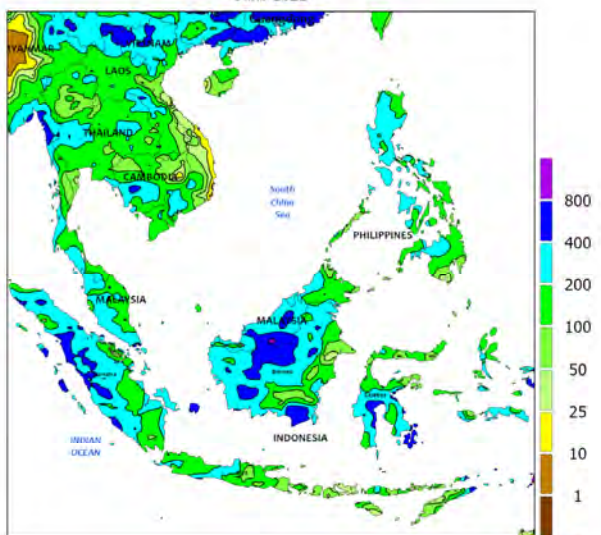 MYANMAR
LAOS
THAILAND
CAMBODIA
South
China
Sea
PHILIPPINES
MALAYSIA
MALAYSIA
INDIAN
OCEAN
INDONESIA
800
400
200
100
50
25
10
1